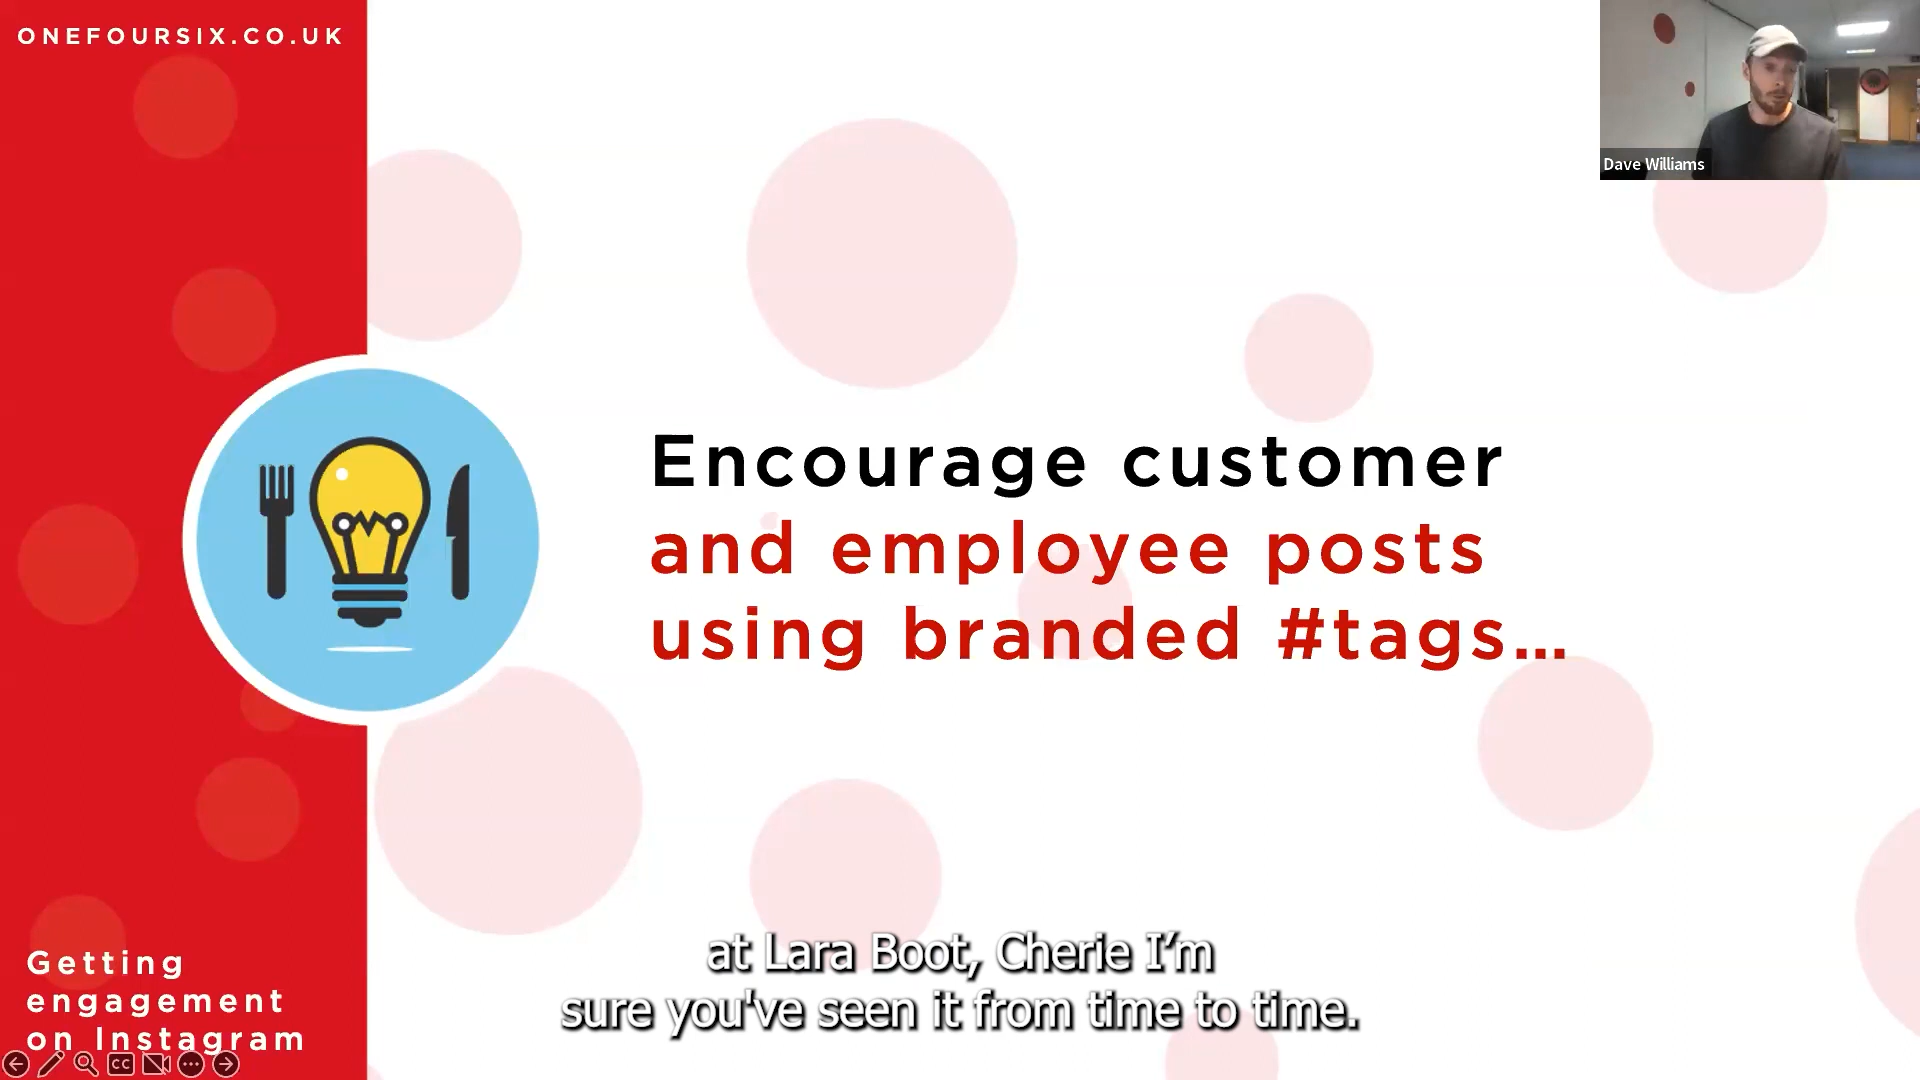 ONEFOURSIX.CO.UK
Dave Williams
Encourage customer
and employee posts
using branded #tags...
at Lara Boot, Cherie I'm
sure you've seen it from time to time.
Getting
engagement
on Instagram
CC